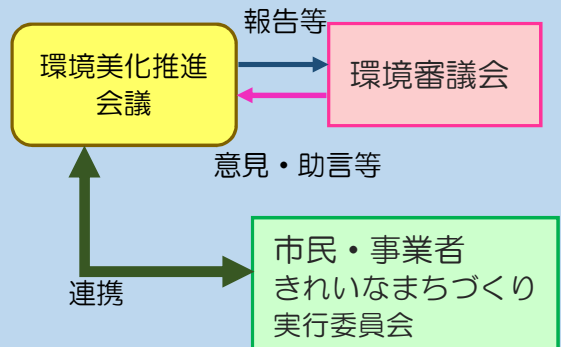 報告等
環境美化推進
会議
環境審議会
意見・助言等
市民・事業者
きれいなまちづくり
実行委員会
連携